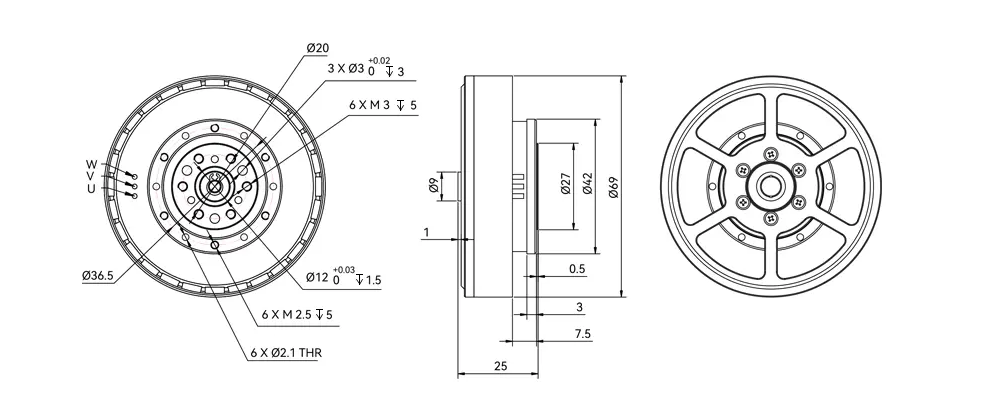 Ø20
3 X Ø3 +0.02 0 ↧ 3
6 X M 3 ↧ 5
W
V
U
Ø36.5
Ø12 +0.03 0 ↧ 1.5
6 X M 2.5 ↧ 5
6 X Ø2.1 THR
Ø9
1
Ø27
Ø42
Ø69
0.5
3
7.5
25